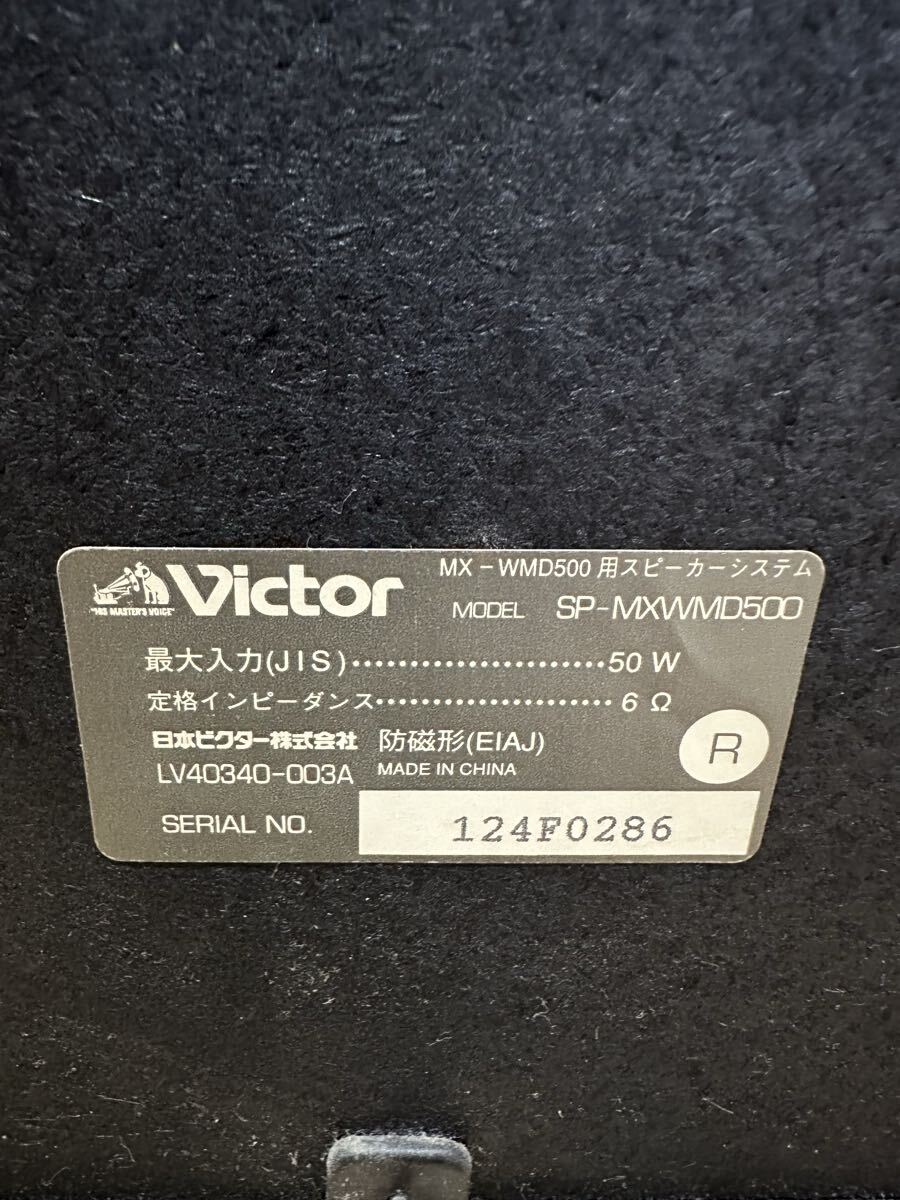 MX-WMD500 用スピーカーシステム
"HIS MASTER'S VOICE" Victor MODEL SP-MXWMD500
最大入力(JIS)......................50 W
定格インピーダンス..................... 6 Ω
日本ビクター株式会社 防磁形(EIAJ)
LV40340-003A MADE IN CHINA
R
SERIAL NO. 124F0286